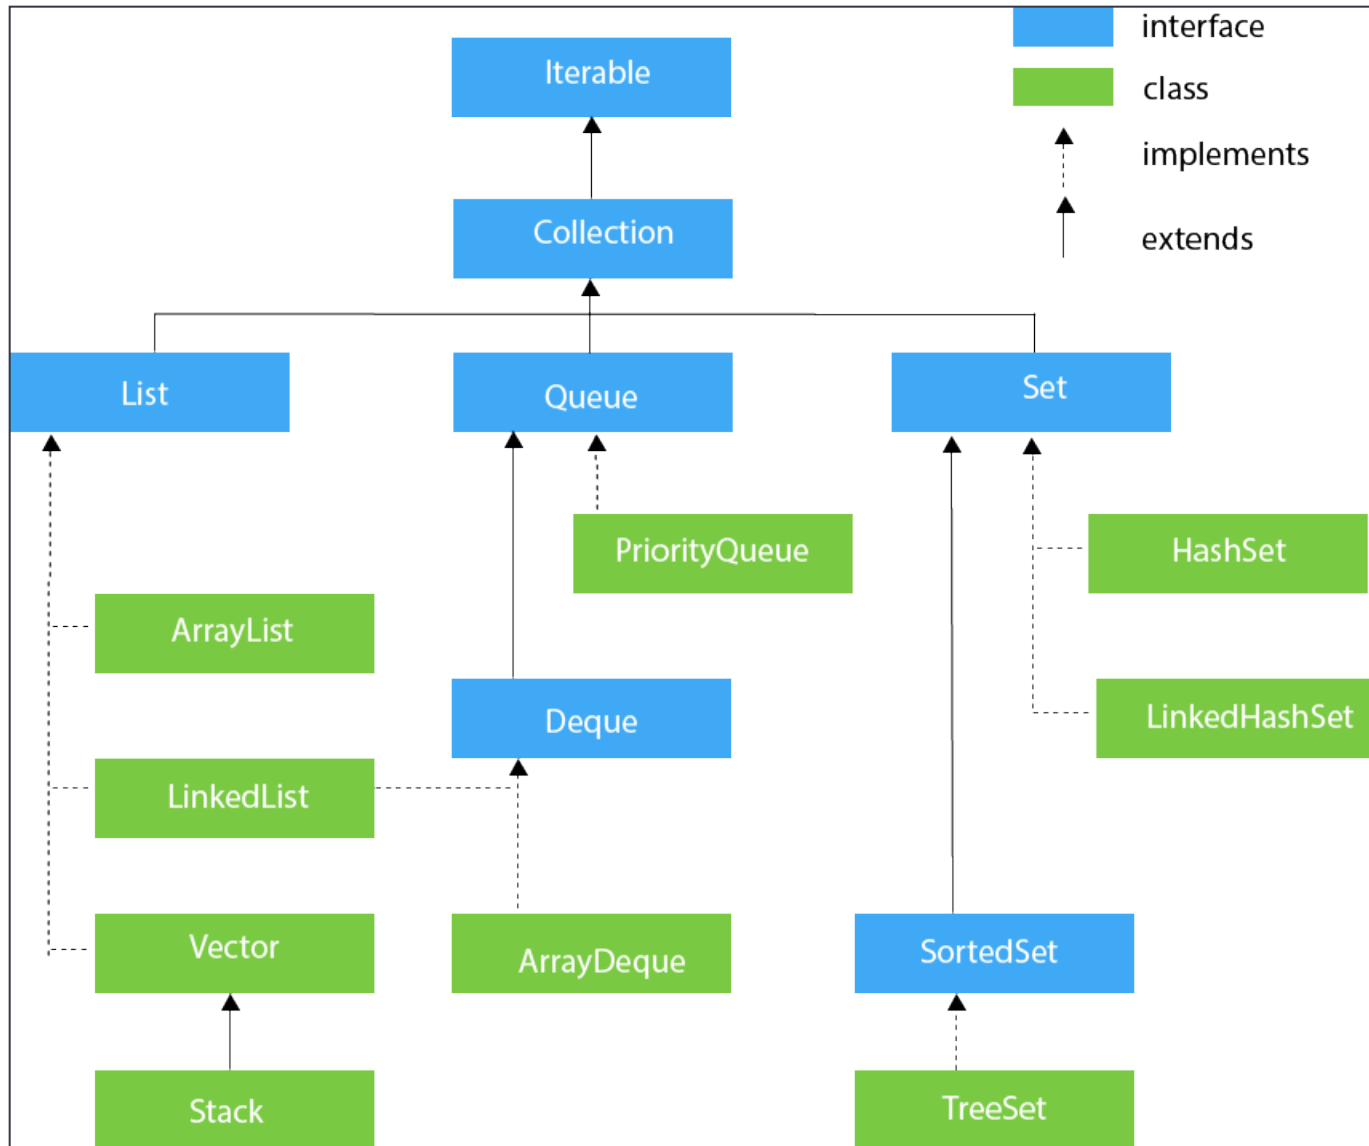 interface
Iterable
class
implements
Collection
extends
List
Queue
Set
PriorityQueue
HashSet
ArrayList
Deque
LinkedHashSet
LinkedList
Vector
ArrayDeque
SortedSet
Stack
TreeSet